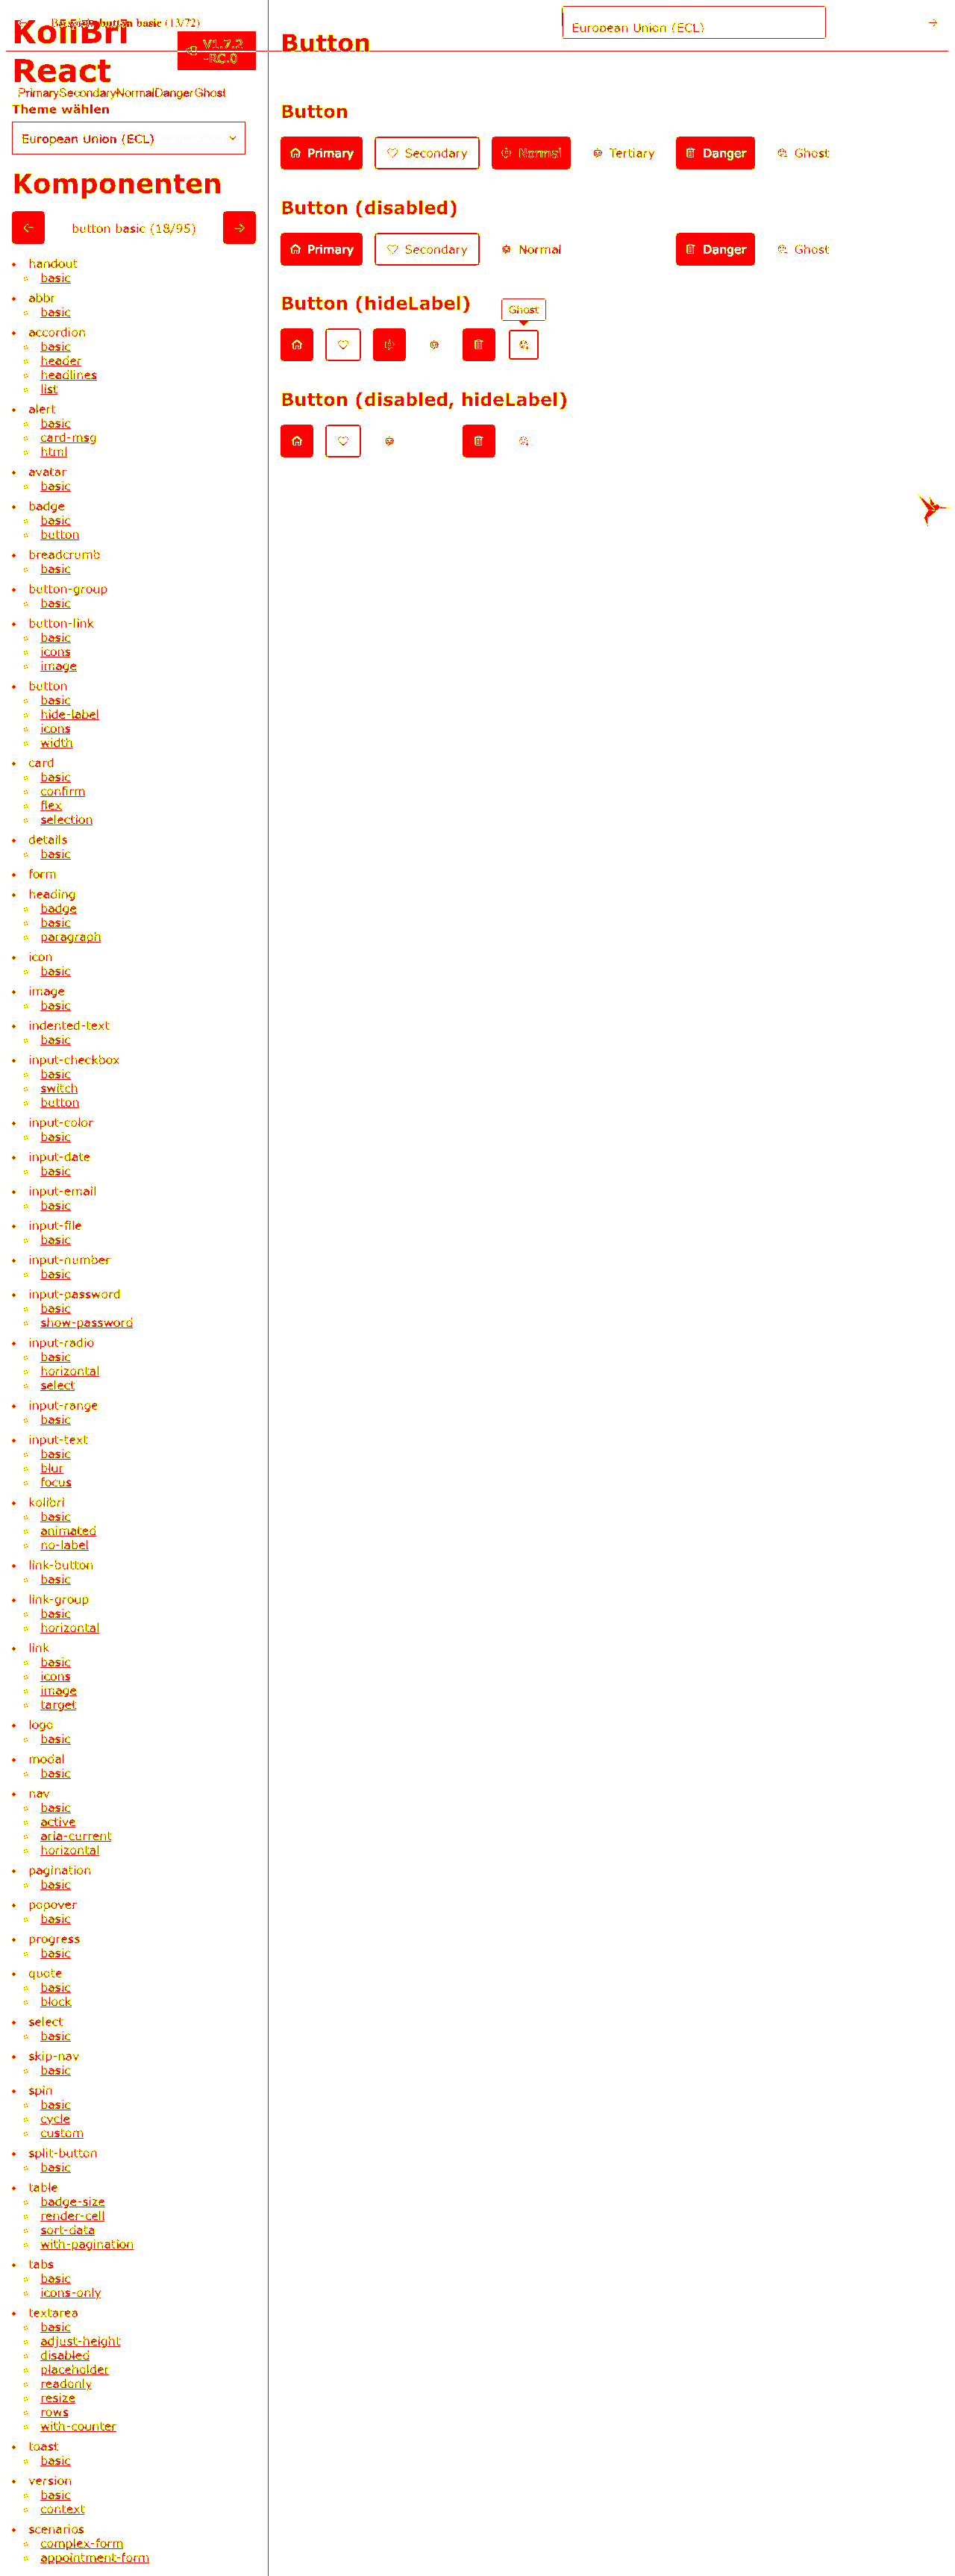 button basic (13/72)
European Union (ECL)
KoliBri
React
V1.7.2
-RC.0
PrimarySecondaryNormalDangerGhost
Theme wählen
European Union (ECL)
Komponenten
button basic (18/95)
handout
basic
abbr
basic
accordion
basic
header
headlines
list
alert
basic
card-msg
html
avatar
basic
badge
basic
button
breadcrumb
basic
button-group
basic
button-link
basic
icons
image
button
basic
hide-label
icons
width
card
basic
confirm
flex
selection
details
basic
form
heading
badge
basic
paragraph
icon
basic
image
basic
indented-text
basic
input-checkbox
basic
switch
button
input-color
basic
input-date
basic
input-email
basic
input-file
basic
input-number
basic
input-password
basic
show-password
input-radio
basic
horizontal
select
input-range
basic
input-text
basic
blur
focus
kolibri
basic
animated
no-label
link-button
basic
link-group
basic
horizontal
link
basic
icons
image
target
logo
basic
modal
basic
nav
basic
active
aria-current
horizontal
pagination
basic
popover
basic
progress
basic
quote
basic
block
select
basic
skip-nav
basic
spin
basic
cycle
custom
split-button
basic
table
badge-size
render-cell
sort-data
with-pagination
tabs
basic
icons-only
textarea
basic
adjust-height
disabled
placeholder
readonly
resize
rows
with-counter
toast
basic
version
basic
context
scenarios
complex-form
appointment-form
Button
Button
Primary Secondary Normal Tertiary Danger Ghost
Button (disabled)
Primary Secondary Normal Danger Ghost
Button (hideLabel)
Ghost
Button (disabled, hideLabel)